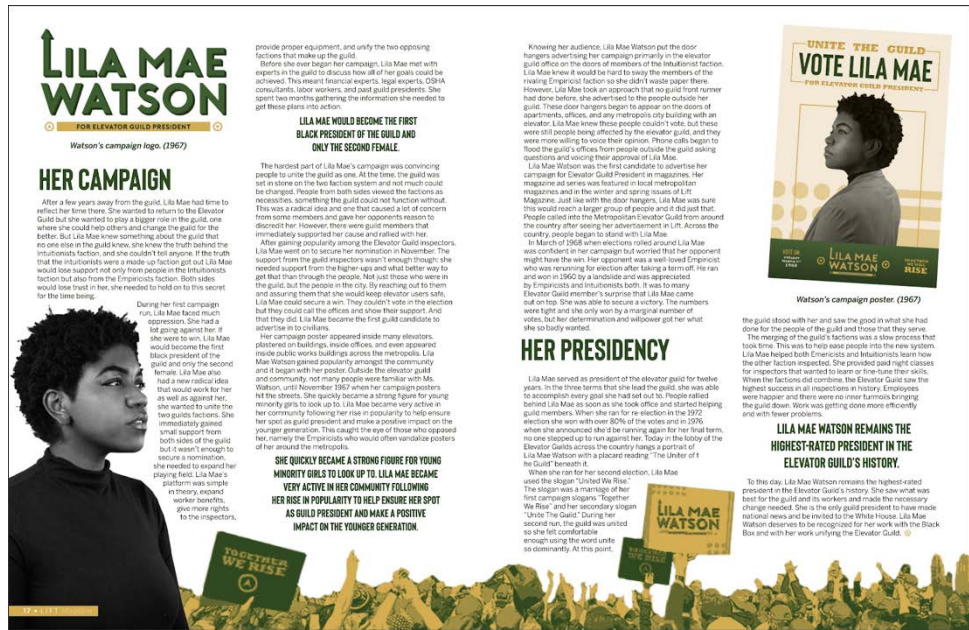 LILA MAE
WATSON
FOR ELEVATOR GUILD PRESIDENT
Watson's campaign logo. (1967)
HER CAMPAIGN
After a few years away from the guild, Lila Mae had time to
reflect her time there. She wanted to return to the Elevator
Guild but she wanted to play a bigger role in the guild, one
where she could help others and change the guild for the
better. But Lila Mae knew something about the guild that
no one else in the guild knew, she knew the truth behind the
Intuitionists faction, and she couldn't tell anyone. If the truth
that the intuitionists were a made up faction got out Lila Mae
would lose support not only from people in the Intuitionists
faction but also from the Empiricists faction. Both sides
would lose trust in her, she needed to hold on to this secret
for the time being.
During her first campaign
run, Lila Mae faced much
oppression. She had a
lot going against her. If
she were to win, Lila Mae
would become the first
black president of the
guild and only the second
female. Lila Mae also
had a new radical idea
that would work for her
as well as against her,
she wanted to unite the
two guilds factions. She
immediately gained
small support from
both sides of the guild
but it wasn't enough to
secure a nomination,
she needed to expand her
playing field. Lila Mae's
platform was simple
in theory, expand
worker benefits,
give more rights
to the inspectors,
provide proper equipment, and unify the two opposing
factions that make up the guild.
Before she ever began her campaign, Lila Mae met with
experts in the guild to discuss how all of her goals could be
achieved. This meant financial experts, legal experts, OSHA
consultants, labor workers, and past guild presidents. She
spent two months gathering the information she needed to
get these plans into action.
LILA MAE WOULD BECOME THE FIRST
BLACK PRESIDENT OF THE GUILD AND
ONLY THE SECOND FEMALE.
The hardest part of Lila Mae's campaign was convincing
people to unite the guild as one. At the time, the guild was
set in stone on the two faction system and not much could
be changed. People from both sides viewed the factions as
necessities, something the guild could not function without.
This was a radical idea and one that caused a lot of concern
from some members and gave her opponents reason to
discredit her. However, there were guild members that
immediately supported her cause and rallied with her.
After gaining popularity among the Elevator Guild inspectors,
Lila Mae went on to secure her nomination in November. The
support from the guild inspectors wasn't enough though; she
needed support from the higher-ups and what better way to
get that than through the people. Not just those who were in
the guild, but the people in the city. By reaching out to them
and assuring them that she would keep elevator users safe,
Lila Mae could secure a win. They couldn't vote in the election
but they could call the offices and show their support. And
that they did. Lila Mae became the first guild candidate to
advertise in to civilians.
Her campaign poster appeared inside many elevators,
plastered on buildings, inside offices, and even appeared
inside public works buildings across the metropolis. Lila
Mae Watson gained popularity amongst the community
and it began with her poster. Outside the elevator guild
and community, not many people were familiar with Ms.
Watson, until November 1967 when her campaign posters
hit the streets. She quickly became a strong figure for young
minority girls to look up to. Lila Mae became very active in
her community following her rise in popularity to help ensure
her spot as guild president and make a positive impact on the
younger generation. This caught the eye of those who opposed
her, namely the Empiricists who would often vandalize posters
of her around the metropolis.
SHE QUICKLY BECAME A STRONG FIGURE FOR YOUNG
MINORITY GIRLS TO LOOK UP TO. LILA MAE BECAME
VERY ACTIVE IN HER COMMUNITY FOLLOWING
HER RISE IN POPULARITY TO HELP ENSURE HER SPOT
AS GUILD PRESIDENT AND MAKE A POSITIVE
IMPACT ON THE YOUNGER GENERATION.
TOGETHER
WE RISE
17 • LIFT Magazine
Knowing her audience, Lila Mae Watson put the door
hangers advertising her campaign primarily in the elevator
guild office on the doors of members of the Intuitionist faction.
Lila Mae knew it would be hard to sway the members of the
rivaling Empiricist faction so she didn't waste paper there.
However, Lila Mae took an approach that no guild front runner
had done before, she advertised to the people outside her
guild. These door hangers began to appear on the doors of
apartments, offices, and any metropolis city building with an
elevator. Lila Mae knew these people couldn't vote, but these
were still people being affected by the elevator guild, and they
were more willing to voice their opinion. Phone calls began to
flood the guild's offices from people outside the guild asking
questions and voicing their approval of Lila Mae.
Lila Mae Watson was the first candidate to advertise her
campaign for Elevator Guild President in magazines. Her
magazine ad series was featured in local metropolitan
magazines and in the winter and spring issues of Lift
Magazine. Just like with the door hangers, Lila Mae was sure
this would reach a larger group of people and it did just that.
People called into the Metropolitan Elevator Guild from around
the country after seeing her advertisement in Lift. Across the
country, people began to stand with Lila Mae.
In March of 1968 when elections rolled around Lila Mae
was confident in her campaign but worried that her opponent
might have the win. Her opponent was a well-loved Empiricist
who was rerunning for election after taking a term off. He ran
and won in 1960 by a landslide and was appreciated
by Empiricists and Intuitionists both. It was to many
Elevator Guild member's surprise that Lila Mae came
out on top. She was able to secure a victory. The numbers
were tight and she only won by a marginal number of
votes, but her determination and willpower got her what
she so badly wanted.
HER PRESIDENCY
Lila Mae served as president of the elevator guild for twelve
years. In the three terms that she lead the guild, she was able
to accomplish every goal she had set out to. People rallied
behind Lila Mae as soon as she took office and started helping
guild members. When she ran for re-election in the 1972
election she won with over 80% of the votes and in 1976
when she announced she'd be running again for her final term,
no one stepped up to run against her. Today in the lobby of the
Elevator Guilds across the country hangs a portrait of
Lila Mae Watson with a placard reading "The Uniter of t
he Guild" beneath it.
When she ran for her second election, Lila Mae
used the slogan "United We Rise."
The slogan was a marriage of her
first campaign slogans "Together
We Rise" and her secondary slogan
"Unite The Guild." During her
second run, the guild was united
so she felt comfortable
enough using the word unite
so dominantly. At this point,
LILA MAE
WATSON
TOGETHER
WE RISE
UNITE THE GUILD
VOTE LILA MAE
FOR ELEVATOR GUILD PRESIDENT
VOTE ON
1968
LILA MAE
WATSON
TOGETHER
WE WILL
RISE
Watson's campaign poster. (1967)
the guild stood with her and saw the good in what she had
done for the people of the guild and those that they serve.
The merging of the guild's factions was a slow process that
took time. This was to help ease people into the new system.
Lila Mae helped both Empiricists and Intuitionists learn how
the other faction inspected. She provided paid night classes
for inspectors that wanted to learn or fine-tune their skills.
When the factions did combine, the Elevator Guild saw the
highest success in all inspections in history. Employees
were happier and there were no inner turmoils bringing
the guild down. Work was getting done more efficiently
and with fewer problems.
LILA MAE WATSON REMAINS THE
HIGHEST-RATED PRESIDENT IN THE
ELEVATOR GUILD'S HISTORY.
To this day, Lila Mae Watson remains the highest-rated
president in the Elevator Guild's history. She saw what was
best for the guild and its workers and made the necessary
change needed. She is the only guild president to have made
national news and be invited to the White House. Lila Mae
Watson deserves to be recognized for her work with the Black
Box and with her work unifying the Elevator Guild.